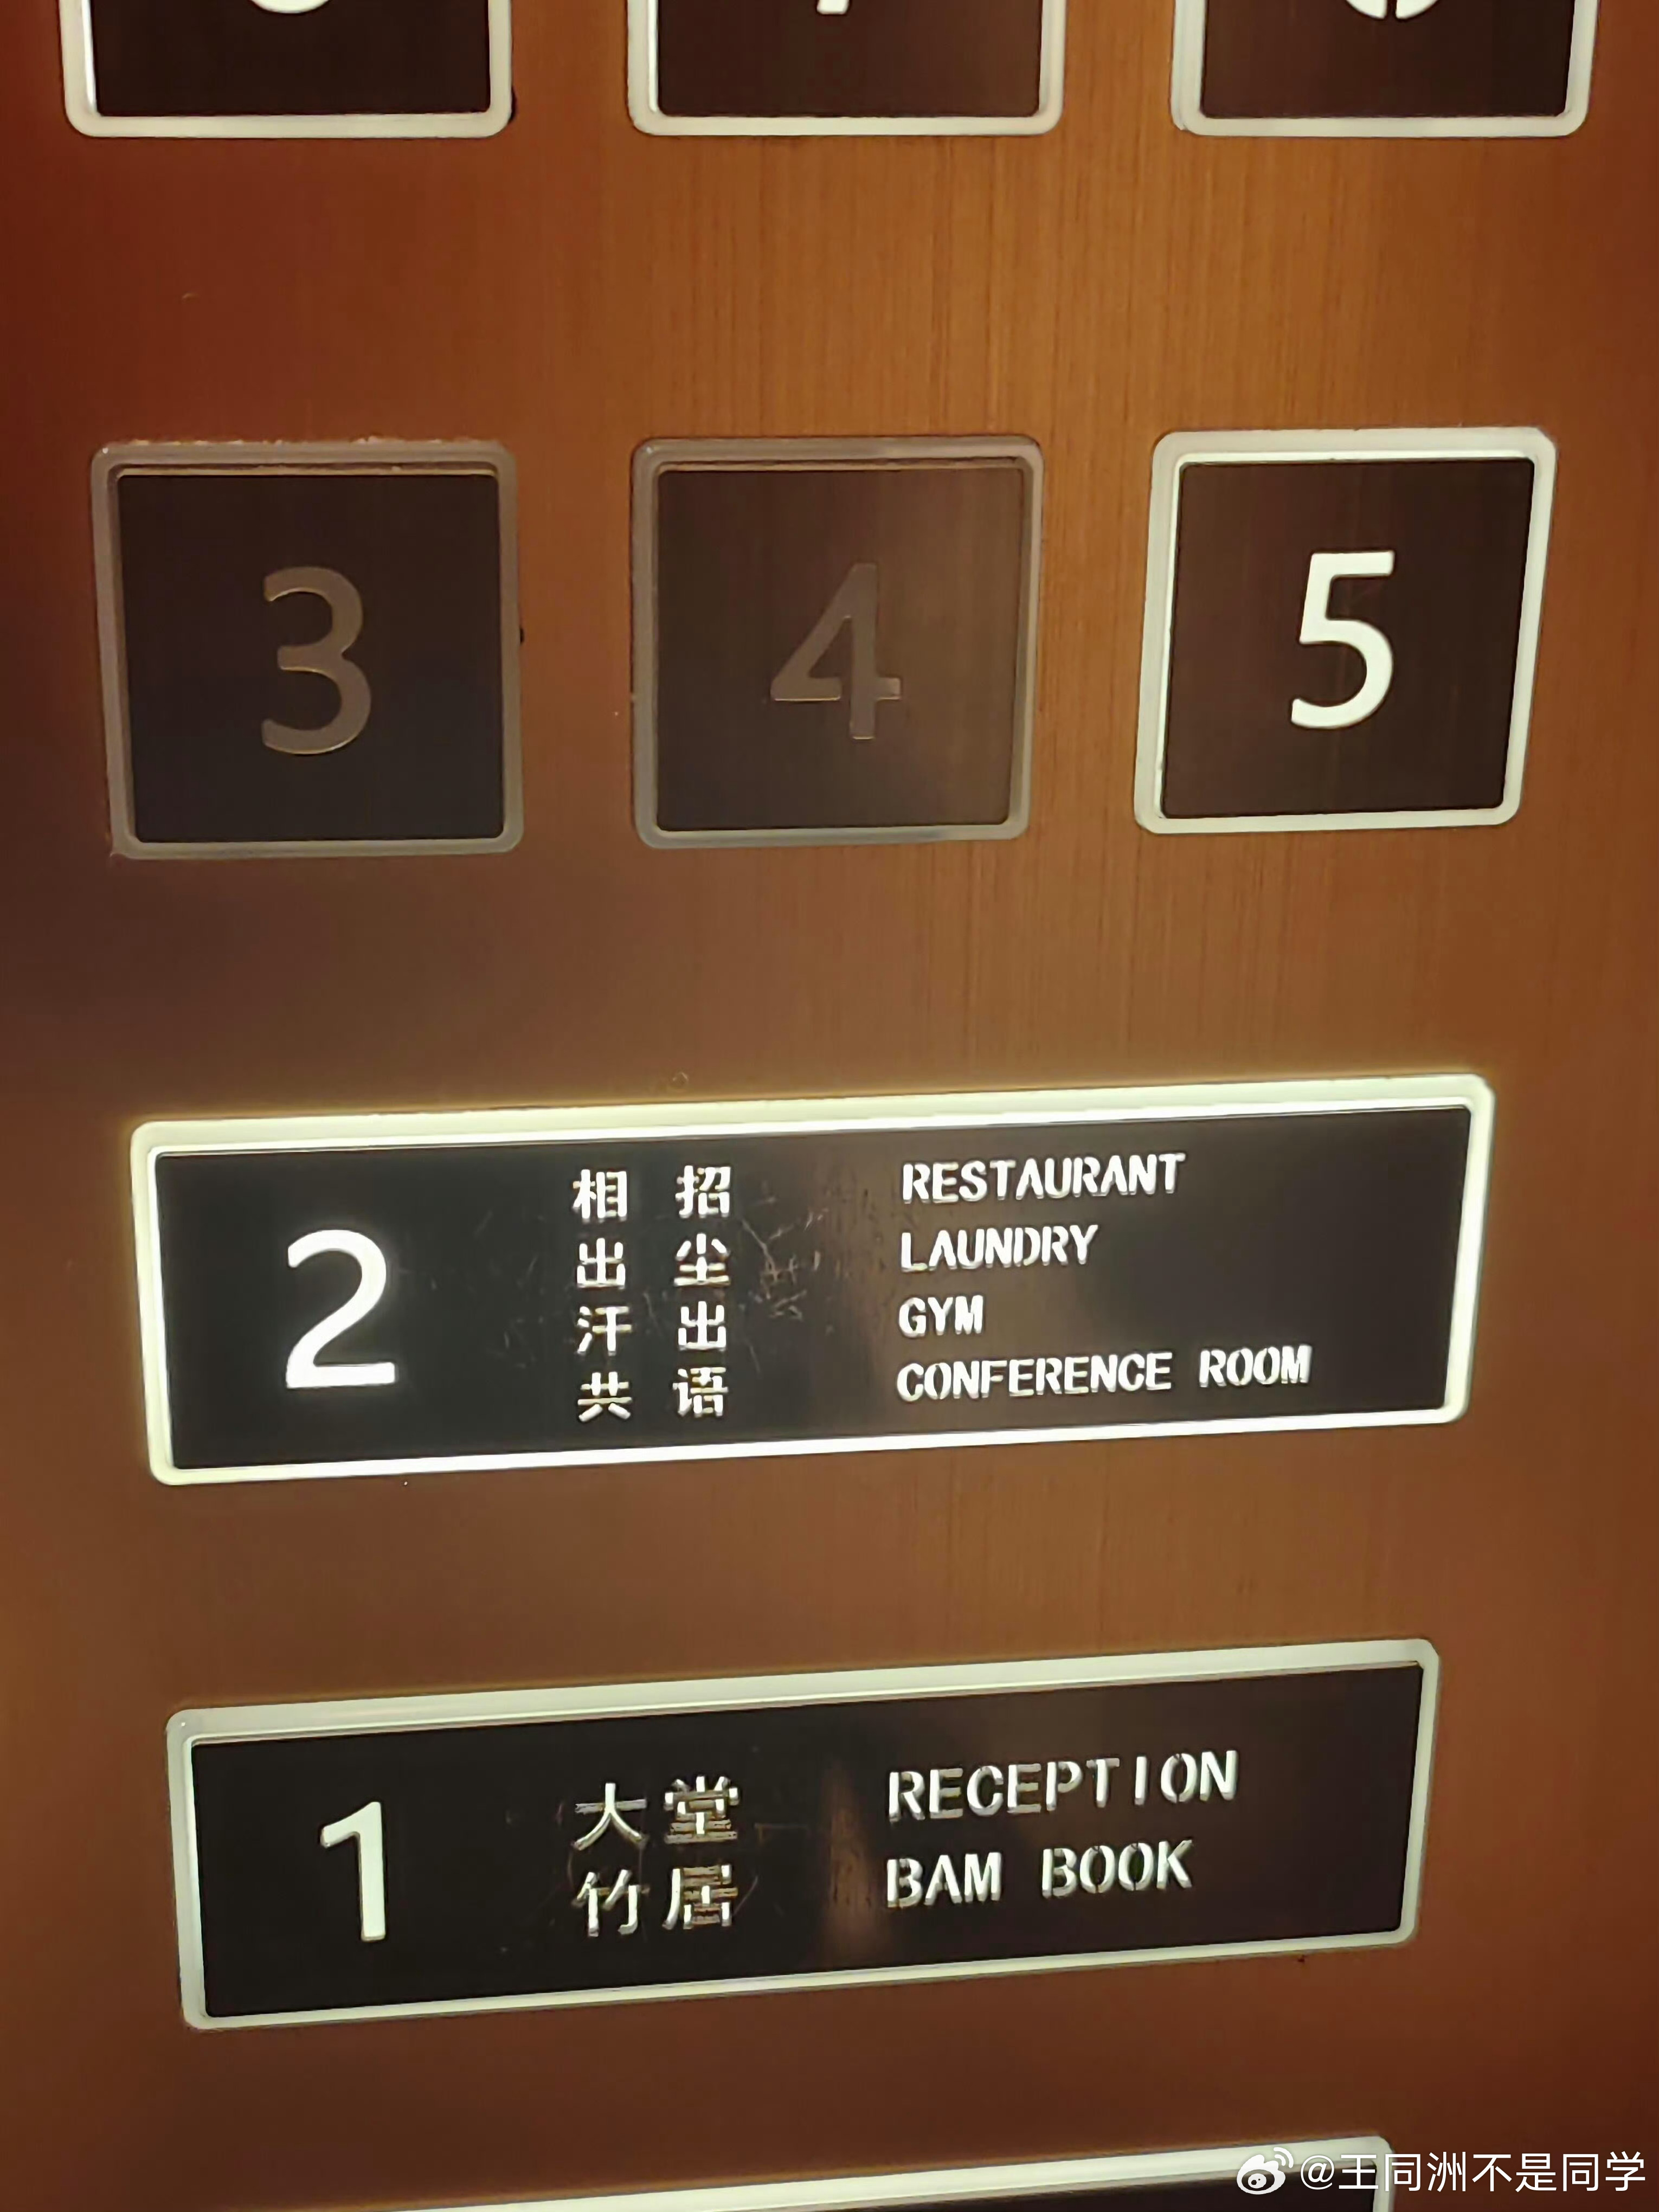 3
4
5
2
相 招
出 尘
汗 出
共 语
RESTAURANT
LAUNDRY
GYM
CONFERENCE ROOM
1
大堂
竹居
RECEPTION
BAM BOOK
@王同洲不是同学